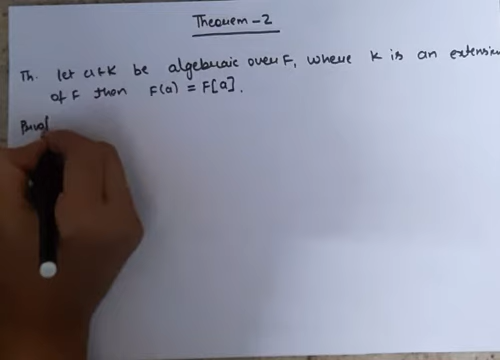 Theorem-2
Th. let a ∈ K be algebraic over F, where K is an extension
of F then F(a) = F[a].
Proof